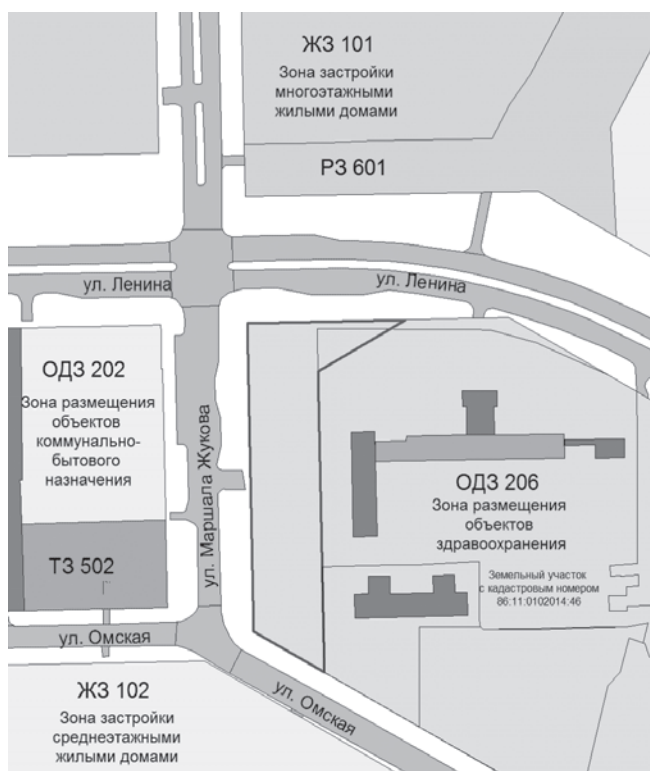 ЖЗ 101
Зона застройки
многоэтажными
жилыми домами
РЗ 601
ул. Ленина
ул. Ленина
ОДЗ 202
Зона размещения
объектов
коммунально-
бытового
назначения
ул. Маршала Жукова
ОДЗ 206
Зона размещения
объектов
здравоохранения
Земельный участок
с кадастровым номером
86:11:0102014:46
ТЗ 502
ул. Омская
ул. Омская
ЖЗ 102
Зона застройки
среднеэтажными
жилыми домами